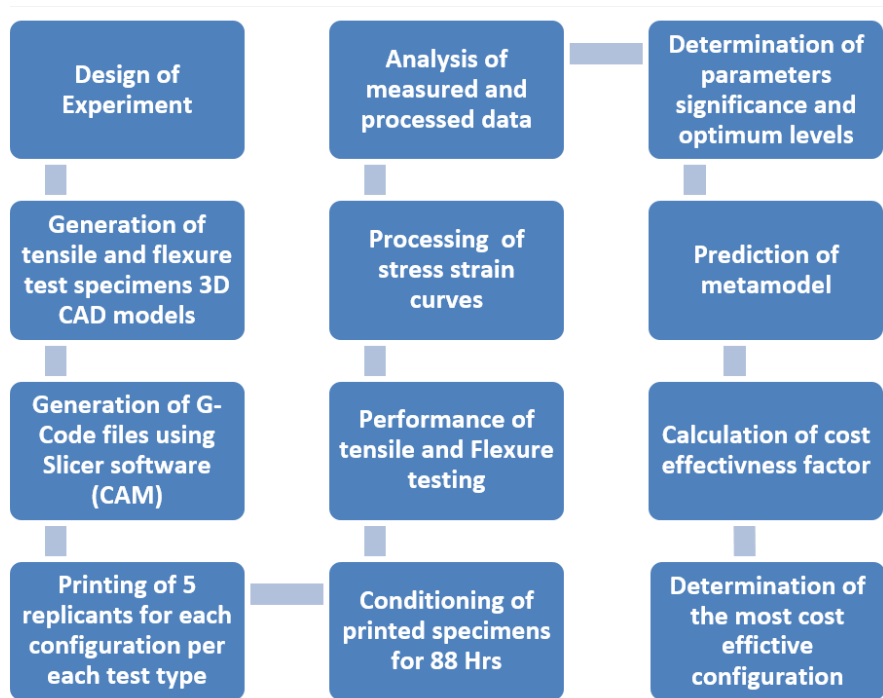 Design of
Experiment
Generation of
tensile and flexure
test specimens 3D
CAD models
Generation of G-
Code files using
Slicer software
(CAM)
Printing of 5
replicants for each
configuration per
each test type
Conditioning of
printed specimens
for 88 Hrs
Performance of
tensile and Flexure
testing
Processing of
stress strain
curves
Analysis of
measured and
processed data
Determination of
parameters
significance and
optimum levels
Prediction of
metamodel
Calculation of cost
effectivness factor
Determination of
the most cost
effictive
configuration